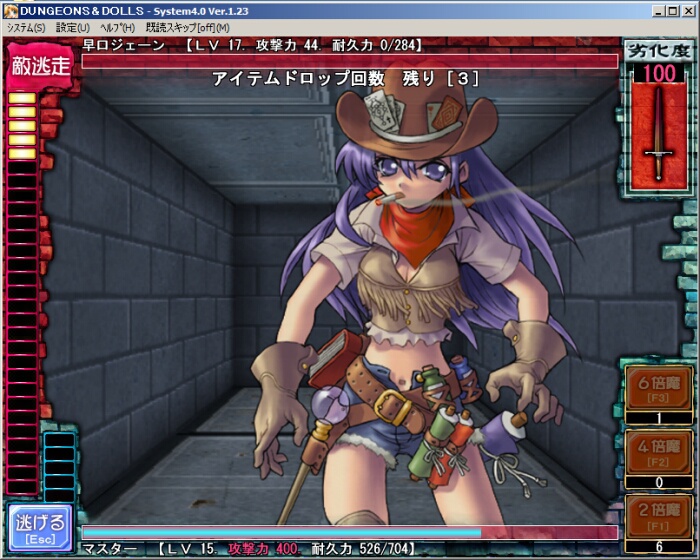 DUNGEONS&DOLLS - System4.0 Ver.1.23
システム(S) 設定(U) ヘルプ(H) 既読スキップ[off](M)
早口ジェーン 【ＬＶ 17. 攻撃力 44. 耐久力 0/284】
アイテムドロップ回数 残り［３］
敵逃走
劣化度
100
6倍魔
[F3]
1
4倍魔
[F2]
0
2倍魔
[F1]
6
逃げる
[Esc]
マスター 【ＬＶ 15. 攻撃力 400. 耐久力 526/704】